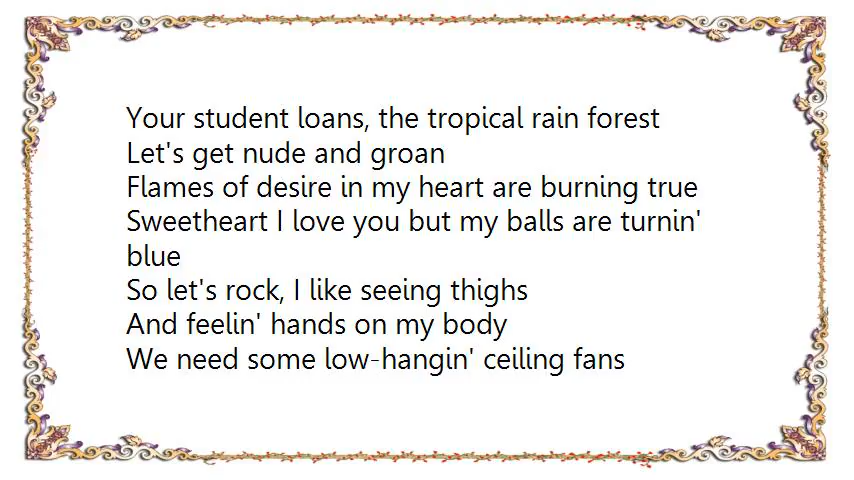 Your student loans, the tropical rain forest
Let's get nude and groan
Flames of desire in my heart are burning true
Sweetheart I love you but my balls are turnin'
blue
So let's rock, I like seeing thighs
And feelin' hands on my body
We need some low-hangin' ceiling fans